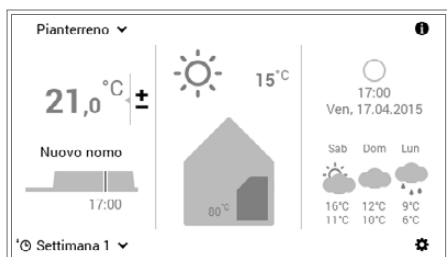 Pianterreno
21,0 °C ±
Nuovo nomo
17:00
Settimana 1
15°C
80°C
17:00
Ven, 17.04.2015
Sab Dom Lun
16°C 12°C 9°C
11°C 10°C 6°C